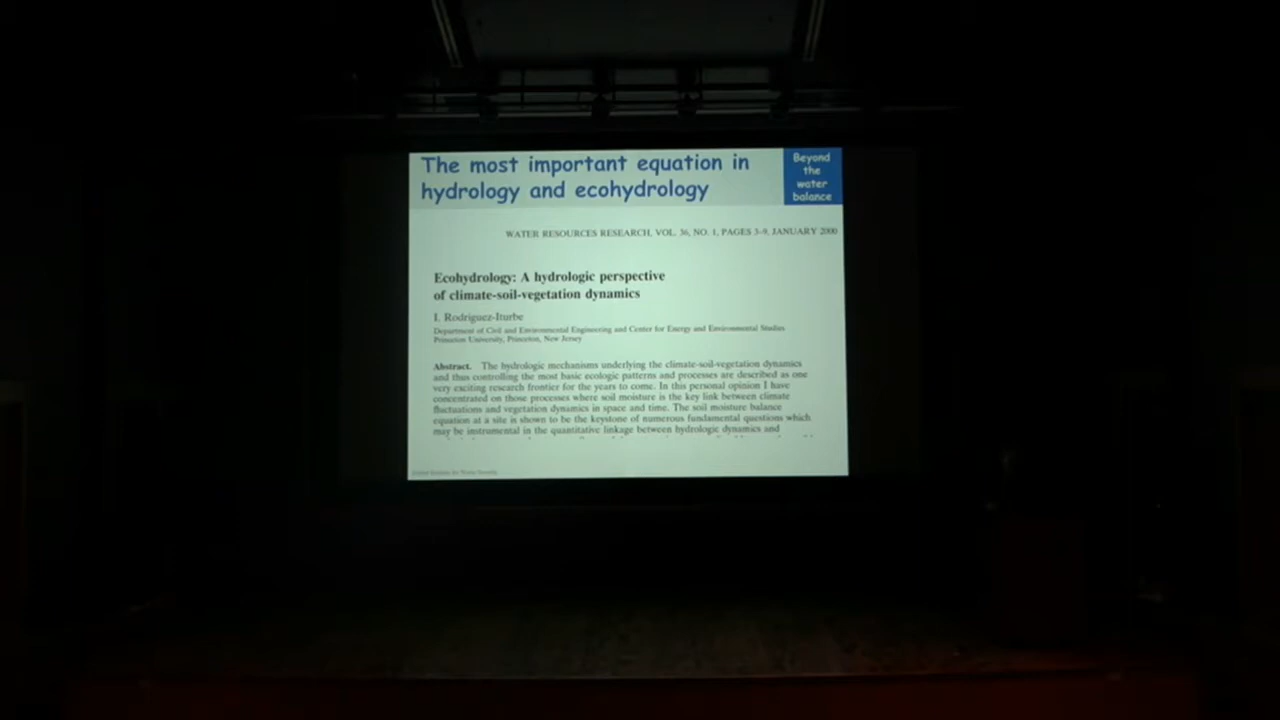 The most important equation in
hydrology and ecohydrology
Beyond
the
water
balance
WATER RESOURCES RESEARCH, VOL. 36, NO. 1, PAGES 3-9, JANUARY 2000
Ecohydrology: A hydrologic perspective
of climate-soil-vegetation dynamics
I. Rodriguez-Iturbe
Department of Civil and Environmental Engineering and Center for Energy and Environmental Studies
Princeton University, Princeton, New Jersey
Abstract. The hydrologic mechanisms underlying the climate-soil-vegetation dynamics
and thus controlling the most basic ecologic patterns and processes are described as one
very exciting research frontier for the years to come. In this personal opinion I have
concentrated on those processes where soil moisture is the key link between climate
fluctuations and vegetation dynamics in space and time. The soil moisture balance
equation at a site is shown to be the keystone of numerous fundamental questions which
may be instrumental in the quantitative linkage between hydrologic dynamics and